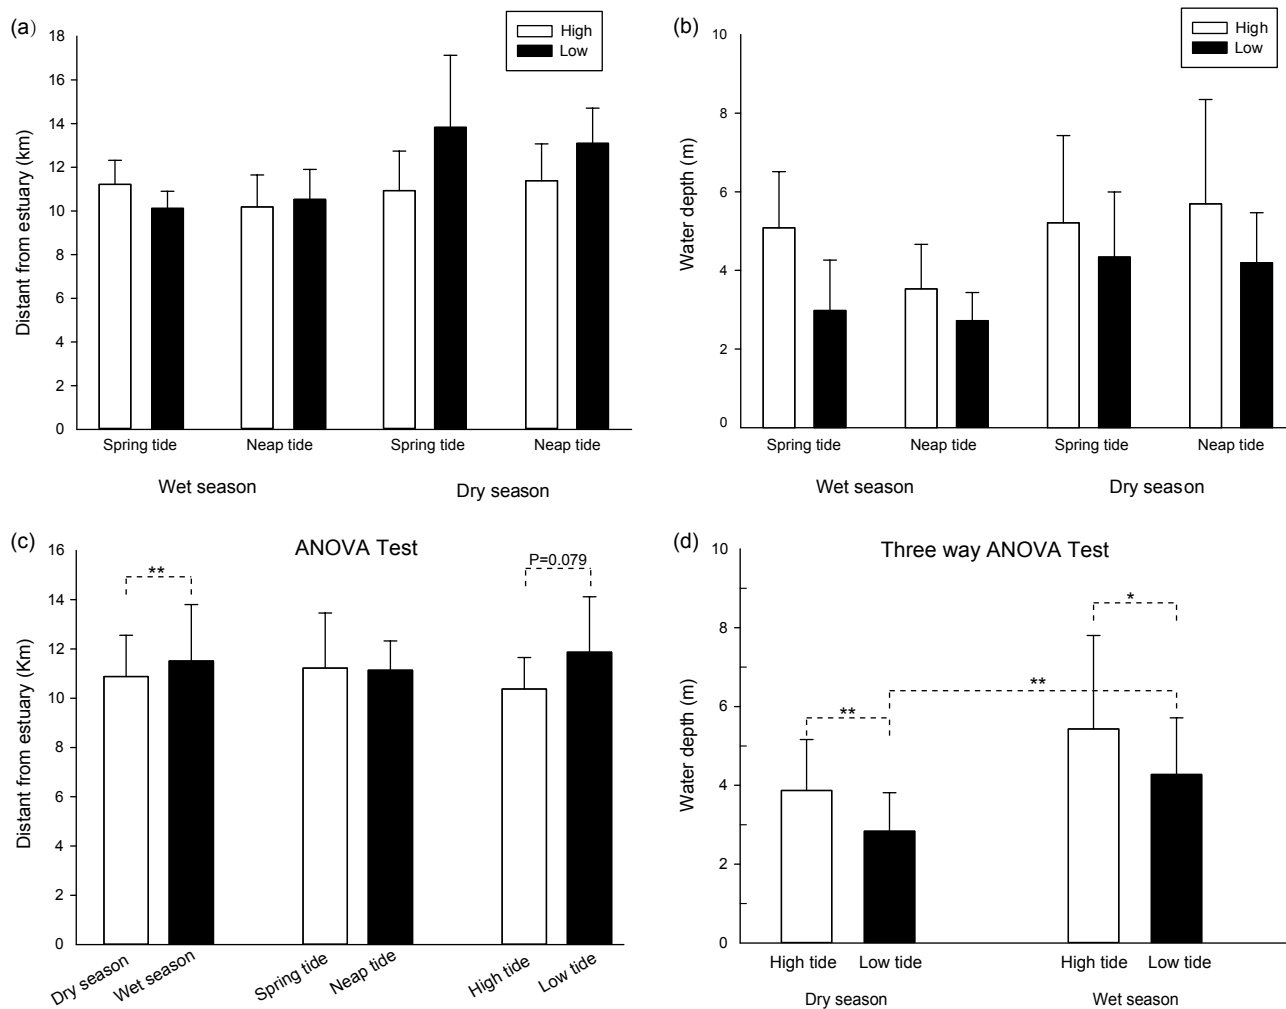 (a)
High
Low
18
16
14
12
10
8
6
4
2
0
Distant from estuary (km)
Spring tide
Neap tide
Spring tide
Neap tide
Wet season
Dry season
(b)
High
Low
10
8
6
4
2
0
Water depth (m)
Spring tide
Neap tide
Spring tide
Neap tide
Wet season
Dry season
(c)
ANOVA Test
16
14
12
10
8
6
4
2
0
Distant from estuary (Km)
**
P=0.079
Dry season
Wet season
Spring tide
Neap tide
High tide
Low tide
(d)
Three way ANOVA Test
10
8
6
4
2
0
Water depth (m)
*
**
**
High tide
Low tide
High tide
Low tide
Dry season
Wet season